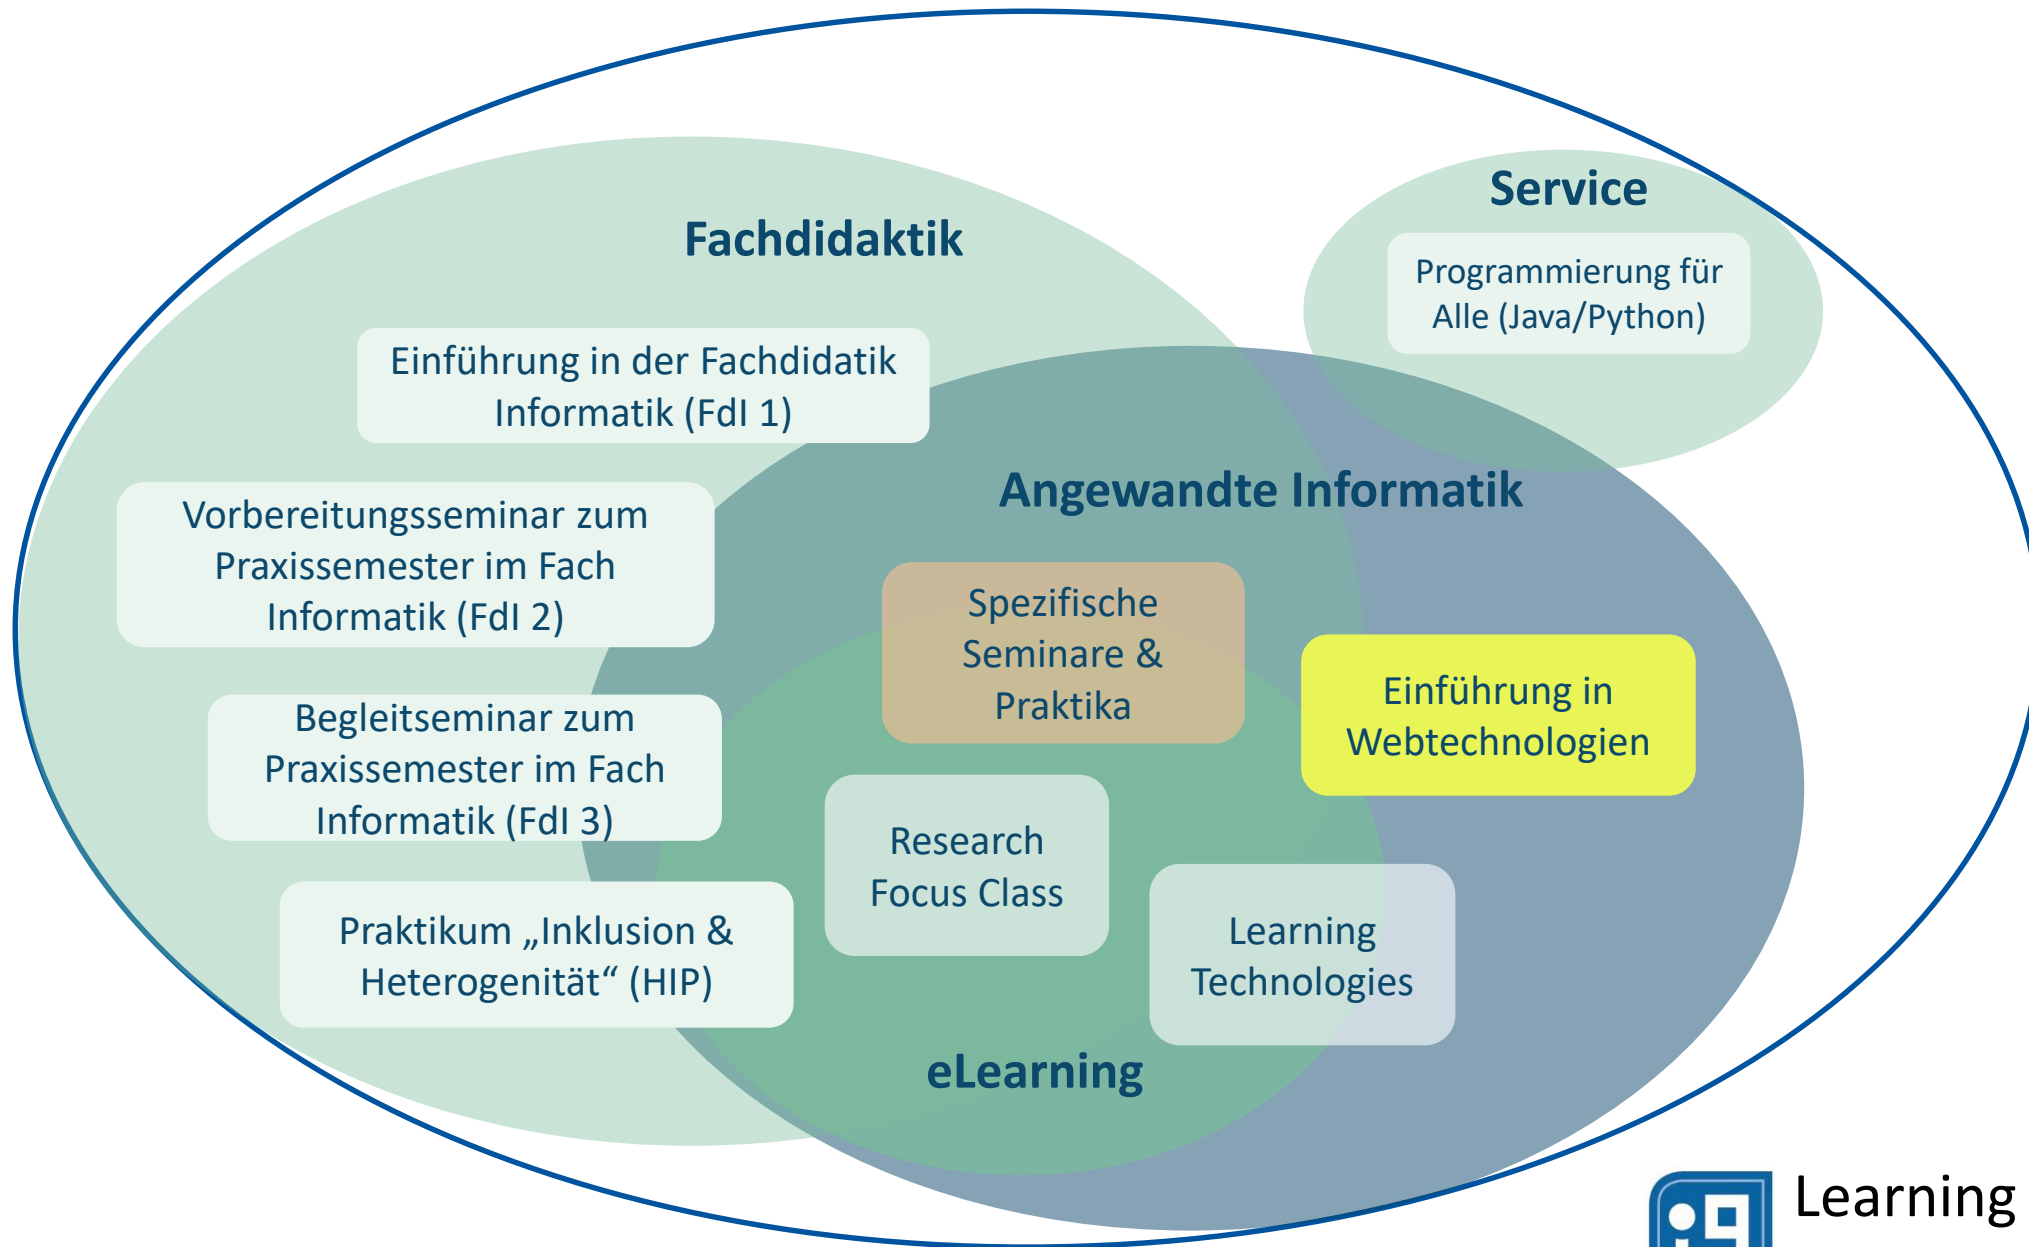 Service
Programmierung für
Alle (Java/Python)
Fachdidaktik
Einführung in der Fachdidatik
Informatik (FdI 1)
Angewandte Informatik
Vorbereitungsseminar zum
Praxissemester im Fach
Informatik (FdI 2)
Spezifische
Seminare &
Praktika
Einführung in
Webtechnologien
Begleitseminar zum
Praxissemester im Fach
Informatik (FdI 3)
Research
Focus Class
Praktikum „Inklusion &
Heterogenität“ (HIP)
Learning
Technologies
eLearning
Learning